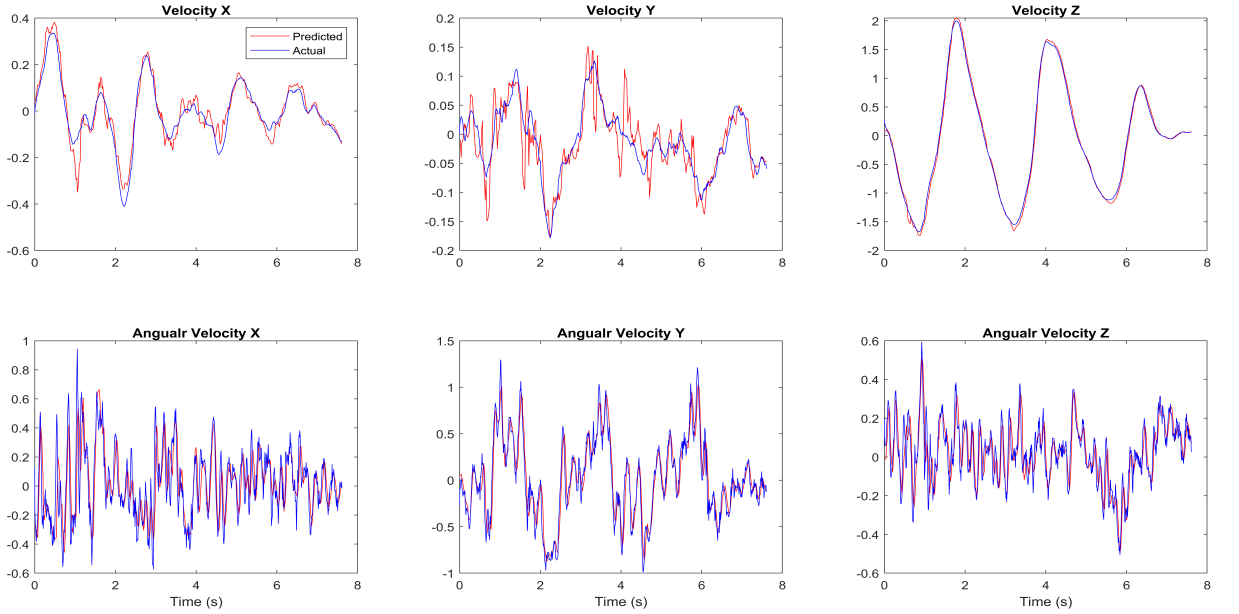 Velocity X
Velocity Y
Velocity Z
Predicted
Actual
0.4
0.2
0
-0.2
-0.4
-0.6
0 2 4 6 8
0.2
0.15
0.1
0.05
0
-0.05
-0.1
-0.15
-0.2
0 2 4 6 8
2
1.5
1
0.5
0
-0.5
-1
-1.5
-2
0 2 4 6 8
Angualr Velocity X
Angualr Velocity Y
Angualr Velocity Z
1
0.8
0.6
0.4
0.2
0
-0.2
-0.4
-0.6
0 2 4 6 8
Time (s)
1.5
1
0.5
0
-0.5
-1
0 2 4 6 8
Time (s)
0.6
0.4
0.2
0
-0.2
-0.4
-0.6
0 2 4 6 8
Time (s)